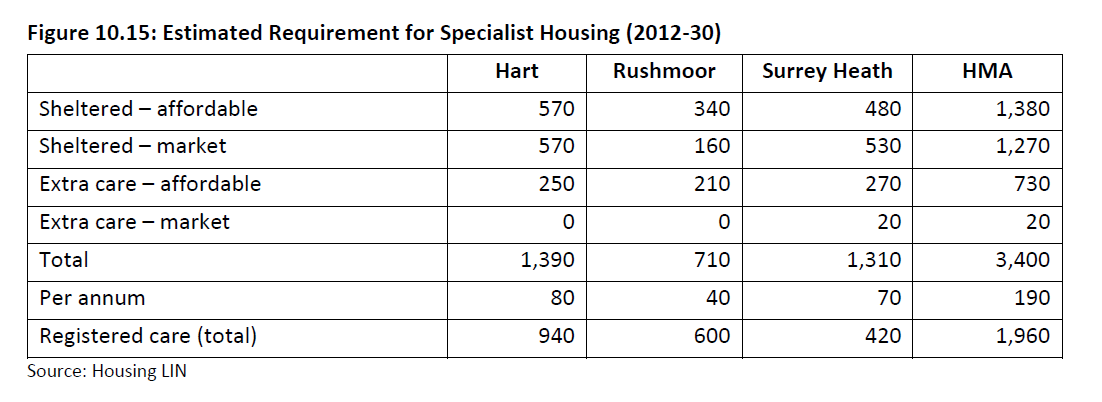 Figure 10.15: Estimated Requirement for Specialist Housing (2012-30)
Hart Rushmoor Surrey Heath HMA
Sheltered – affordable 570 340 480 1,380
Sheltered – market 570 160 530 1,270
Extra care – affordable 250 210 270 730
Extra care – market 0 0 20 20
Total 1,390 710 1,310 3,400
Per annum 80 40 70 190
Registered care (total) 940 600 420 1,960
Source: Housing LIN